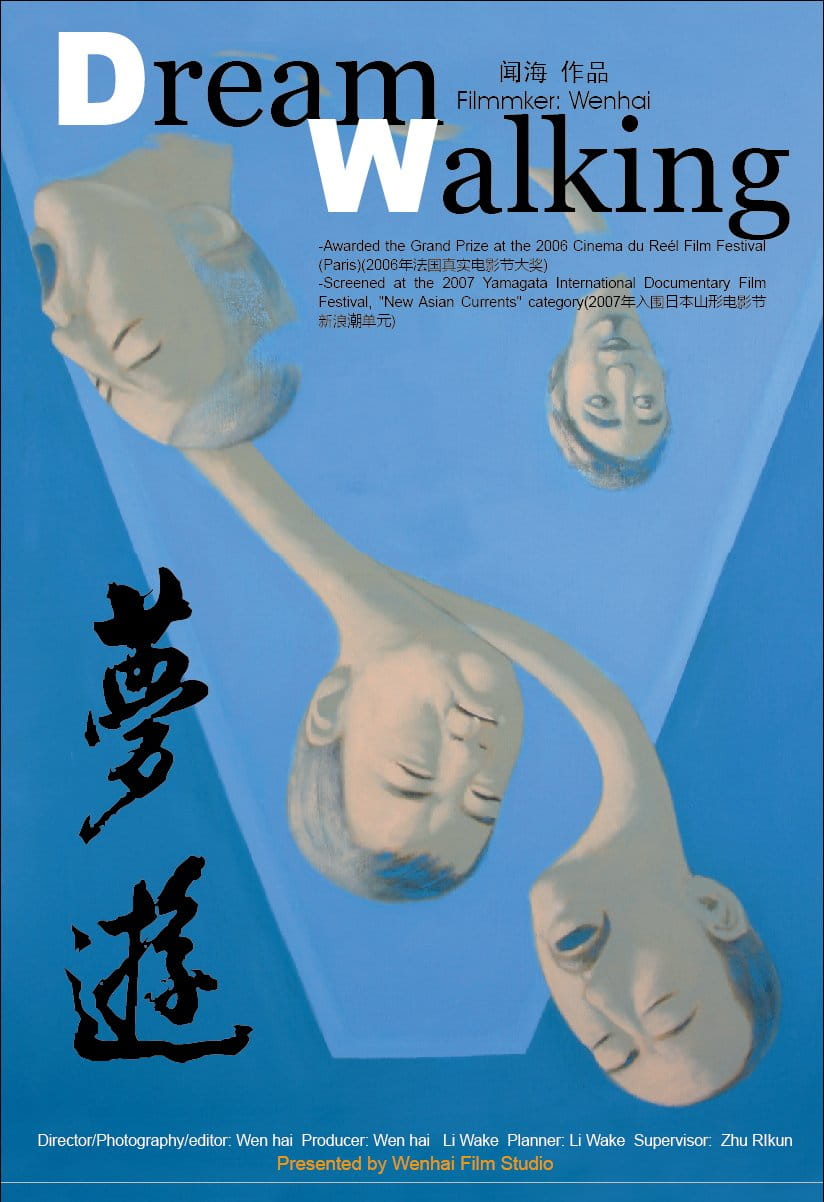 Dream
闻海 作品
Filmmker: Wenhai
Walking
-Awarded the Grand Prize at the 2006 Cinema du Reél Film Festival
(Paris)(2006年法国真实电影节大奖)
-Screened at the 2007 Yamagata International Documentary Film
Festival, "New Asian Currents" category(2007年入围日本山形电影节
新浪潮单元)
夢
遊
Director/Photography/editor: Wen hai Producer: Wen hai Li Wake Planner: Li Wake Supervisor: Zhu RIkun
Presented by Wenhai Film Studio